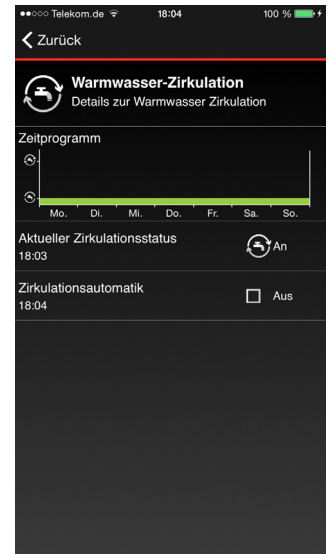 Telekom.de 18:04 100 %
Zurück
Warmwasser-Zirkulation
Details zur Warmwasser Zirkulation
Zeitprogramm
Mo. Di. Mi. Do. Fr. Sa. So.
Aktueller Zirkulationsstatus
An
18:03
Zirkulationsautomatik
Aus
18:04